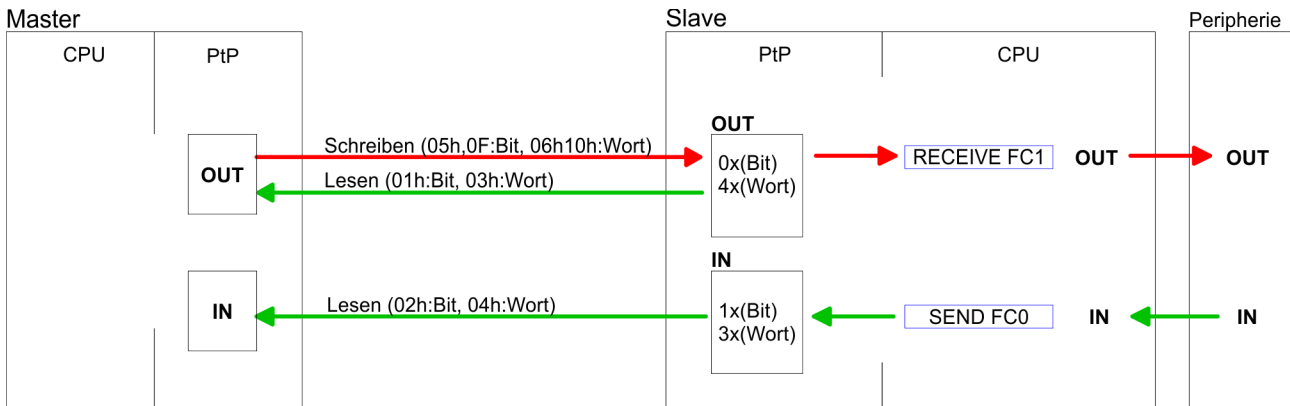 Master
Slave
Peripherie
CPU
PtP
PtP
CPU
OUT
Schreiben (05h,0F:Bit, 06h10h:Wort)
OUT
Lesen (01h:Bit, 03h:Wort)
0x(Bit)
4x(Wort)
RECEIVE FC1
OUT
OUT
IN
IN
Lesen (02h:Bit, 04h:Wort)
1x(Bit)
3x(Wort)
SEND FC0
IN
IN